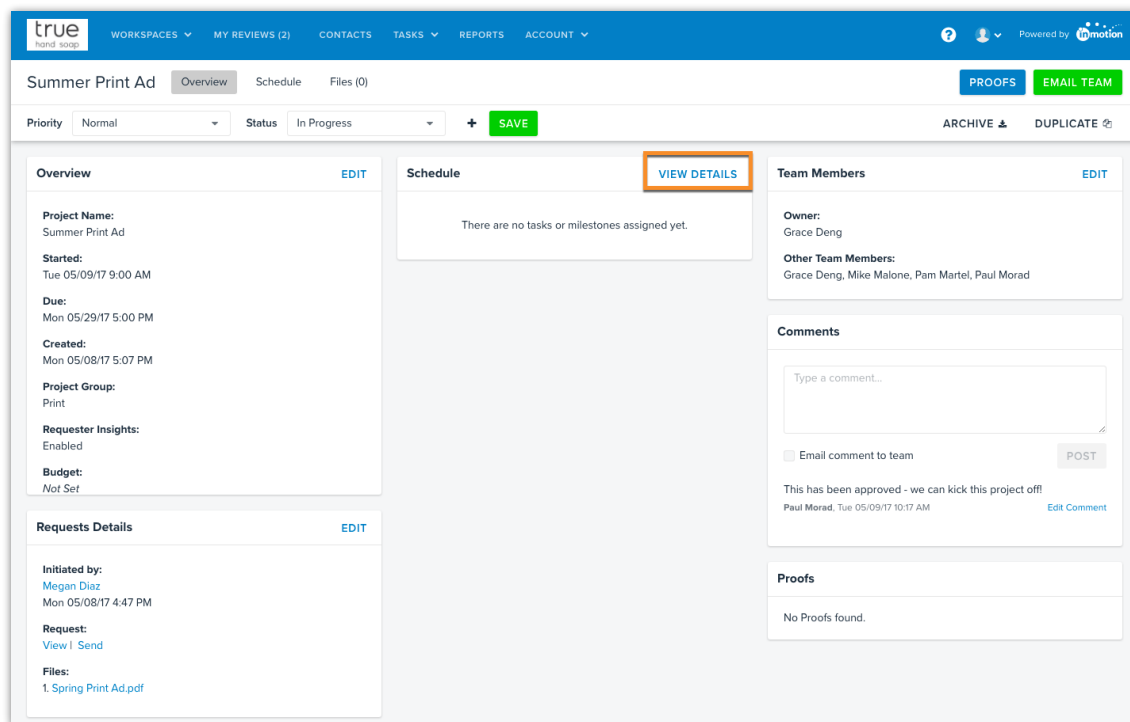 true
hand soap
WORKSPACES MY REVIEWS (2) CONTACTS TASKS REPORTS ACCOUNT
? Powered by inmotion
Summer Print Ad Overview Schedule Files (0)
PROOFS EMAIL TEAM
Priority Normal Status In Progress + SAVE
ARCHIVE DUPLICATE
Overview EDIT
Project Name:
Summer Print Ad
Started:
Tue 05/09/17 9:00 AM
Due:
Mon 05/29/17 5:00 PM
Created:
Mon 05/08/17 5:07 PM
Project Group:
Print
Requester Insights:
Enabled
Budget:
Not Set
Requests Details EDIT
Initiated by:
Megan Diaz
Mon 05/08/17 4:47 PM
Request:
View | Send
Files:
1. Spring Print Ad.pdf
Schedule VIEW DETAILS
There are no tasks or milestones assigned yet.
Team Members EDIT
Owner:
Grace Deng
Other Team Members:
Grace Deng, Mike Malone, Pam Martel, Paul Morad
Comments
Type a comment...
Email comment to team POST
This has been approved - we can kick this project off!
Paul Morad, Tue 05/09/17 10:17 AM Edit Comment
Proofs
No Proofs found.